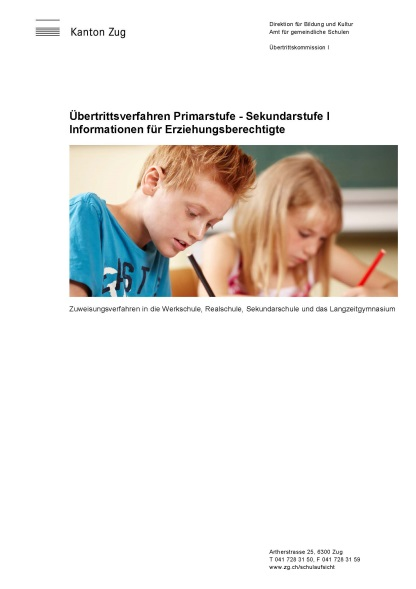 Kanton Zug
Direktion für Bildung und Kultur
Amt für gemeindliche Schulen
Übertrittskommission I
Übertrittsverfahren Primarstufe - Sekundarstufe I
Informationen für Erziehungsberechtigte
EAST
Zuweisungsverfahren in die Werkschule, Realschule, Sekundarschule und das Langzeitgymnasium
Artherstrasse 25, 6300 Zug
T 041 728 31 50, F 041 728 31 59
www.zg.ch/schulaufsicht